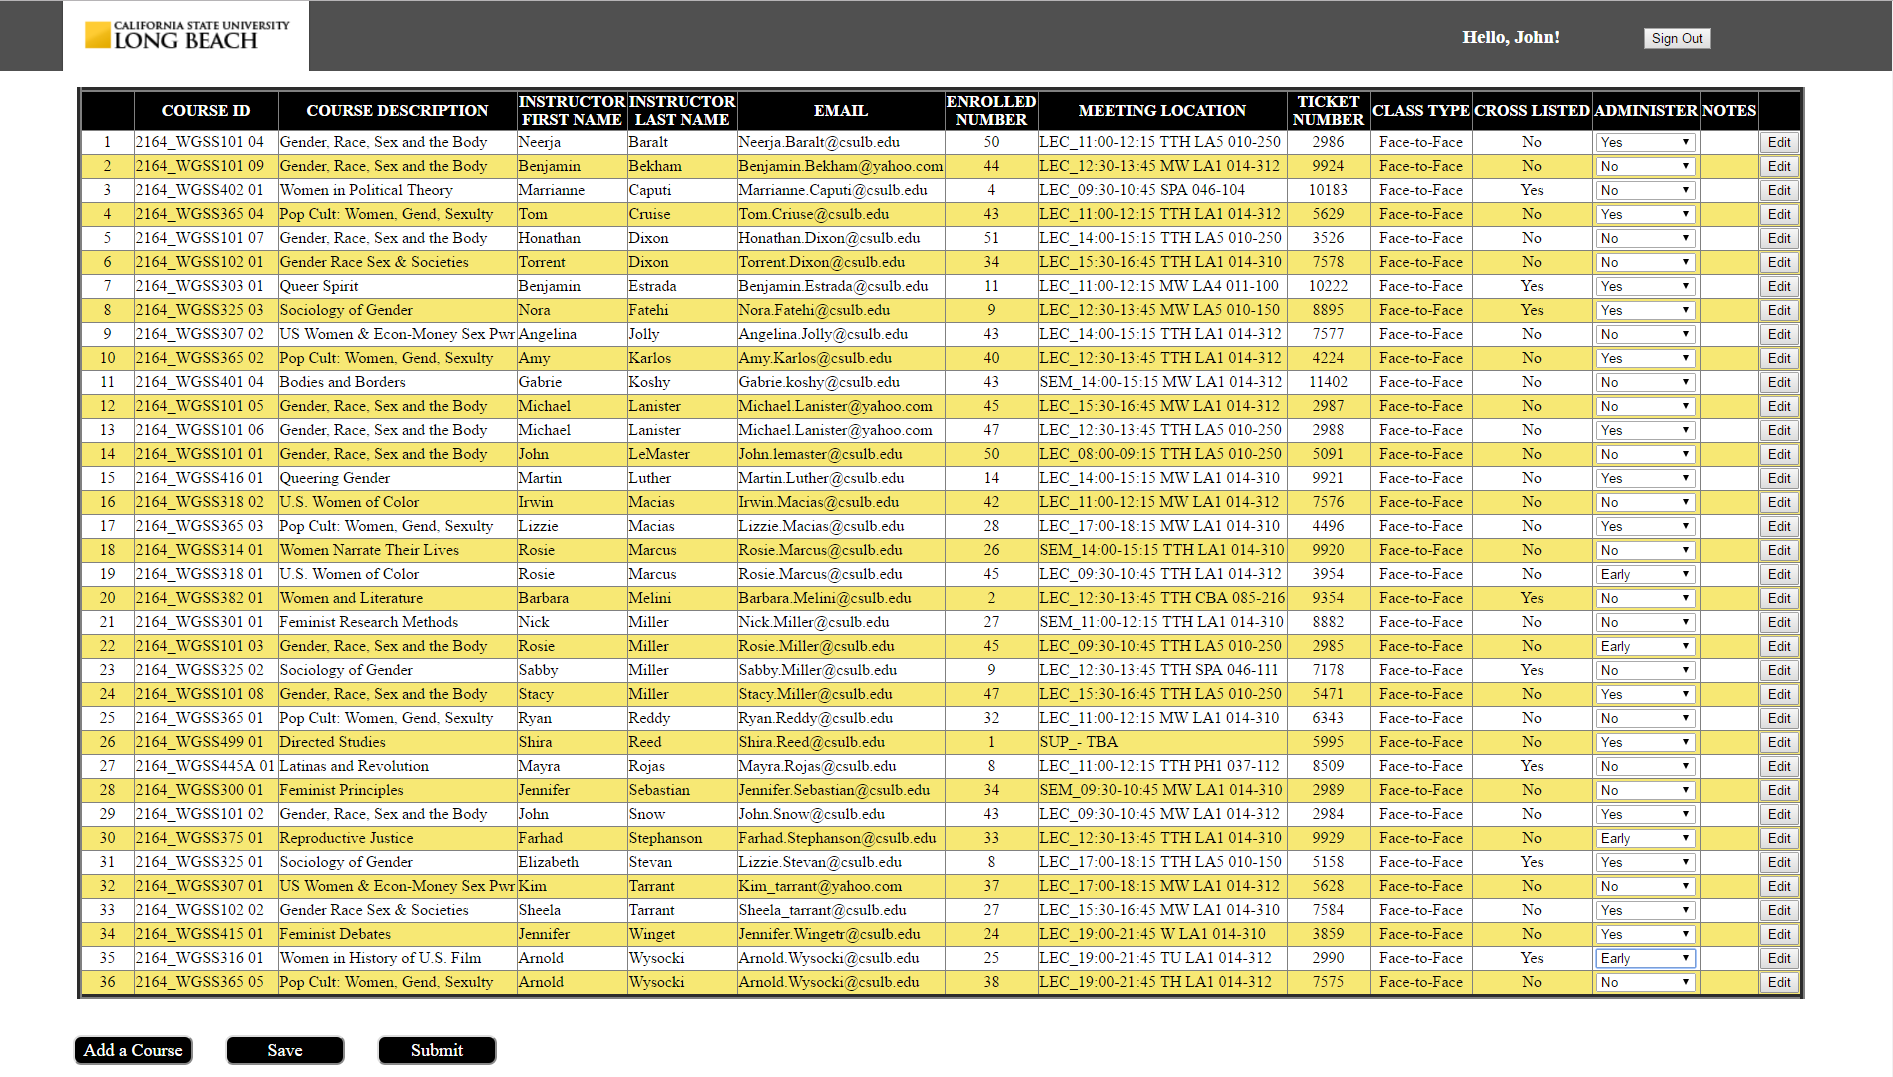 CALIFORNIA STATE UNIVERSITY
LONG BEACH
Hello, John!
Sign Out
COURSE ID COURSE DESCRIPTION INSTRUCTOR FIRST NAME INSTRUCTOR LAST NAME EMAIL ENROLLED NUMBER MEETING LOCATION TICKET NUMBER CLASS TYPE CROSS LISTED ADMINISTER NOTES
1 2164_WGSS101 04 Gender, Race, Sex and the Body Neerja Baralt Neerja.Baralt@csulb.edu 50 LEC_11:00-12:15 TTH LA5 010-250 2986 Face-to-Face No Yes Edit
2 2164_WGSS101 09 Gender, Race, Sex and the Body Benjamin Bekham Benjamin.Bekham@yahoo.com 44 LEC_12:30-13:45 MW LA1 014-312 9924 Face-to-Face No No Edit
3 2164_WGSS402 01 Women in Political Theory Marrianne Caputi Marrianne.Caputi@csulb.edu 4 LEC_09:30-10:45 SPA 046-104 10183 Face-to-Face Yes No Edit
4 2164_WGSS365 04 Pop Cult: Women, Gend, Sexulty Tom Cruise Tom.Criuse@csulb.edu 43 LEC_11:00-12:15 TTH LA1 014-312 5629 Face-to-Face No Yes Edit
5 2164_WGSS101 07 Gender, Race, Sex and the Body Honathan Dixon Honathan.Dixon@csulb.edu 51 LEC_14:00-15:15 TTH LA5 010-250 3526 Face-to-Face No No Edit
6 2164_WGSS102 01 Gender Race Sex & Societies Torrent Dixon Torrent.Dixon@csulb.edu 34 LEC_15:30-16:45 TTH LA1 014-310 7578 Face-to-Face No No Edit
7 2164_WGSS303 01 Queer Spirit Benjamin Estrada Benjamin.Estrada@csulb.edu 11 LEC_11:00-12:15 MW LA4 011-100 10222 Face-to-Face Yes Yes Edit
8 2164_WGSS325 03 Sociology of Gender Nora Fatehi Nora.Fatehi@csulb.edu 9 LEC_12:30-13:45 MW LA5 010-150 8895 Face-to-Face Yes Yes Edit
9 2164_WGSS307 02 US Women & Econ-Money Sex Pwr Angelina Jolly Angelina.Jolly@csulb.edu 43 LEC_14:00-15:15 TTH LA1 014-312 7577 Face-to-Face No No Edit
10 2164_WGSS365 02 Pop Cult: Women, Gend, Sexulty Amy Karlos Amy.Karlos@csulb.edu 40 LEC_12:30-13:45 TTH LA1 014-312 4224 Face-to-Face No Yes Edit
11 2164_WGSS401 04 Bodies and Borders Gabrie Koshy Gabrie.koshy@csulb.edu 43 SEM_14:00-15:15 MW LA1 014-312 11402 Face-to-Face No No Edit
12 2164_WGSS101 05 Gender, Race, Sex and the Body Michael Lanister Michael.Lanister@yahoo.com 45 LEC_15:30-16:45 MW LA1 014-312 2987 Face-to-Face No No Edit
13 2164_WGSS101 06 Gender, Race, Sex and the Body Michael Lanister Michael.Lanister@yahoo.com 47 LEC_12:30-13:45 TTH LA5 010-250 2988 Face-to-Face No Yes Edit
14 2164_WGSS101 01 Gender, Race, Sex and the Body John LeMaster John.lemaster@csulb.edu 50 LEC_08:00-09:15 TTH LA5 010-250 5091 Face-to-Face No No Edit
15 2164_WGSS416 01 Queering Gender Martin Luther Martin.Luther@csulb.edu 14 LEC_14:00-15:15 MW LA1 014-310 9921 Face-to-Face No Yes Edit
16 2164_WGSS318 02 U.S. Women of Color Irwin Macias Irwin.Macias@csulb.edu 42 LEC_11:00-12:15 MW LA1 014-312 7576 Face-to-Face No No Edit
17 2164_WGSS365 03 Pop Cult: Women, Gend, Sexulty Lizzie Macias Lizzie.Macias@csulb.edu 28 LEC_17:00-18:15 MW LA1 014-310 4496 Face-to-Face No Yes Edit
18 2164_WGSS314 01 Women Narrate Their Lives Rosie Marcus Rosie.Marcus@csulb.edu 26 SEM_14:00-15:15 TTH LA1 014-310 9920 Face-to-Face No No Edit
19 2164_WGSS318 01 U.S. Women of Color Rosie Marcus Rosie.Marcus@csulb.edu 45 LEC_09:30-10:45 TTH LA1 014-312 3954 Face-to-Face No Early Edit
20 2164_WGSS382 01 Women and Literature Barbara Melini Barbara.Melini@csulb.edu 2 LEC_12:30-13:45 TTH CBA 085-216 9354 Face-to-Face Yes No Edit
21 2164_WGSS301 01 Feminist Research Methods Nick Miller Nick.Miller@csulb.edu 27 SEM_11:00-12:15 TTH LA1 014-310 8882 Face-to-Face No No Edit
22 2164_WGSS101 03 Gender, Race, Sex and the Body Rosie Miller Rosie.Miller@csulb.edu 45 LEC_09:30-10:45 TTH LA5 010-250 2985 Face-to-Face No Early Edit
23 2164_WGSS325 02 Sociology of Gender Sabby Miller Sabby.Miller@csulb.edu 9 LEC_12:30-13:45 TTH SPA 046-111 7178 Face-to-Face Yes No Edit
24 2164_WGSS101 08 Gender, Race, Sex and the Body Stacy Miller Stacy.Miller@csulb.edu 47 LEC_15:30-16:45 TTH LA5 010-250 5471 Face-to-Face No Yes Edit
25 2164_WGSS365 01 Pop Cult: Women, Gend, Sexulty Ryan Reddy Ryan.Reddy@csulb.edu 32 LEC_11:00-12:15 MW LA1 014-310 6343 Face-to-Face No No Edit
26 2164_WGSS499 01 Directed Studies Shira Reed Shira.Reed@csulb.edu 1 SUP_- TBA 5995 Face-to-Face No Yes Edit
27 2164_WGSS445A 01 Latinas and Revolution Mayra Rojas Mayra.Rojas@csulb.edu 8 LEC_11:00-12:15 TTH PH1 037-112 8509 Face-to-Face Yes No Edit
28 2164_WGSS300 01 Feminist Principles Jennifer Sebastian Jennifer.Sebastian@csulb.edu 34 SEM_09:30-10:45 MW LA1 014-310 2989 Face-to-Face No No Edit
29 2164_WGSS101 02 Gender, Race, Sex and the Body John Snow John.Snow@csulb.edu 43 LEC_09:30-10:45 MW LA1 014-312 2984 Face-to-Face No Yes Edit
30 2164_WGSS375 01 Reproductive Justice Farhad Stephanson Farhad.Stephanson@csulb.edu 33 LEC_12:30-13:45 TTH LA1 014-310 9929 Face-to-Face No Early Edit
31 2164_WGSS325 01 Sociology of Gender Elizabeth Stevan Lizzie.Stevan@csulb.edu 8 LEC_17:00-18:15 TTH LA5 010-150 5158 Face-to-Face Yes Yes Edit
32 2164_WGSS307 01 US Women & Econ-Money Sex Pwr Kim Tarrant Kim_tarrant@yahoo.com 37 LEC_17:00-18:15 MW LA1 014-312 5628 Face-to-Face No No Edit
33 2164_WGSS102 02 Gender Race Sex & Societies Sheela Tarrant Sheela_tarrant@csulb.edu 27 LEC_15:30-16:45 MW LA1 014-310 7584 Face-to-Face No Yes Edit
34 2164_WGSS415 01 Feminist Debates Jennifer Winget Jennifer.Wingetr@csulb.edu 24 LEC_19:00-21:45 W LA1 014-310 3859 Face-to-Face No Yes Edit
35 2164_WGSS316 01 Women in History of U.S. Film Arnold Wysocki Arnold.Wysocki@csulb.edu 25 LEC_19:00-21:45 TU LA1 014-312 2990 Face-to-Face Yes Early Edit
36 2164_WGSS365 05 Pop Cult: Women, Gend, Sexulty Arnold Wysocki Arnold.Wysocki@csulb.edu 38 LEC_19:00-21:45 TH LA1 014-312 7575 Face-to-Face No No Edit
Add a Course Save Submit